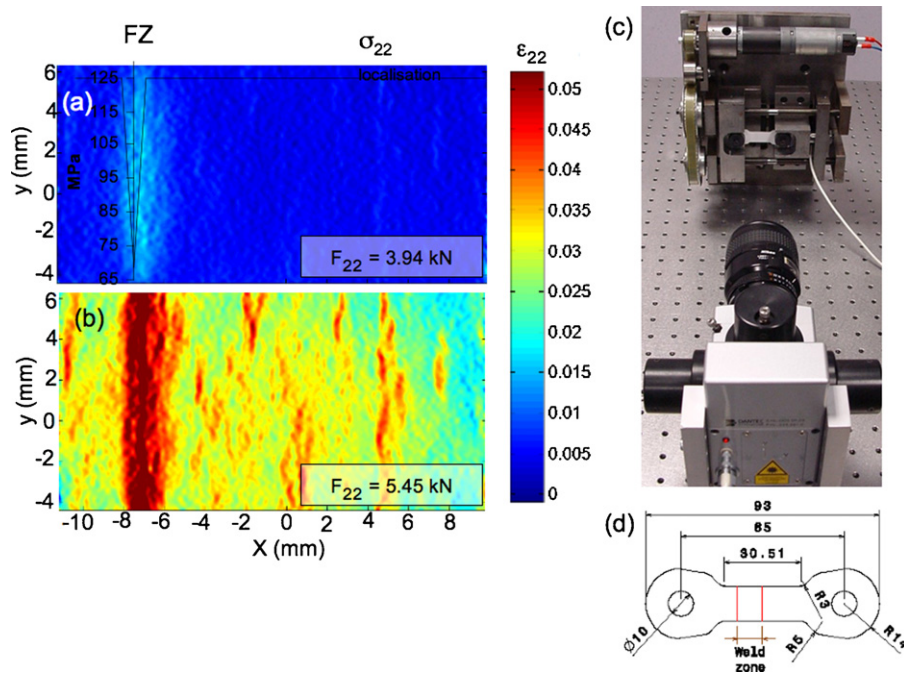 FZ
σ22
ε22
(c)
(a)
localisation
y (mm)
6
4
2
0
-2
-4
MPa
125
125
105
95
85
75
65
F22 = 3.94 kN
0.05
0.045
0.04
0.035
0.03
0.025
0.02
0.015
0.01
0.005
0
(b)
y (mm)
4
2
0
-2
-4
F22 = 5.45 kN
-10
-8
-6
-4
-2
0
2
4
6
8
X (mm)
DANTEC
(d)
93
65
30.51
R3
Ø10
R5
R14
Weld
zone